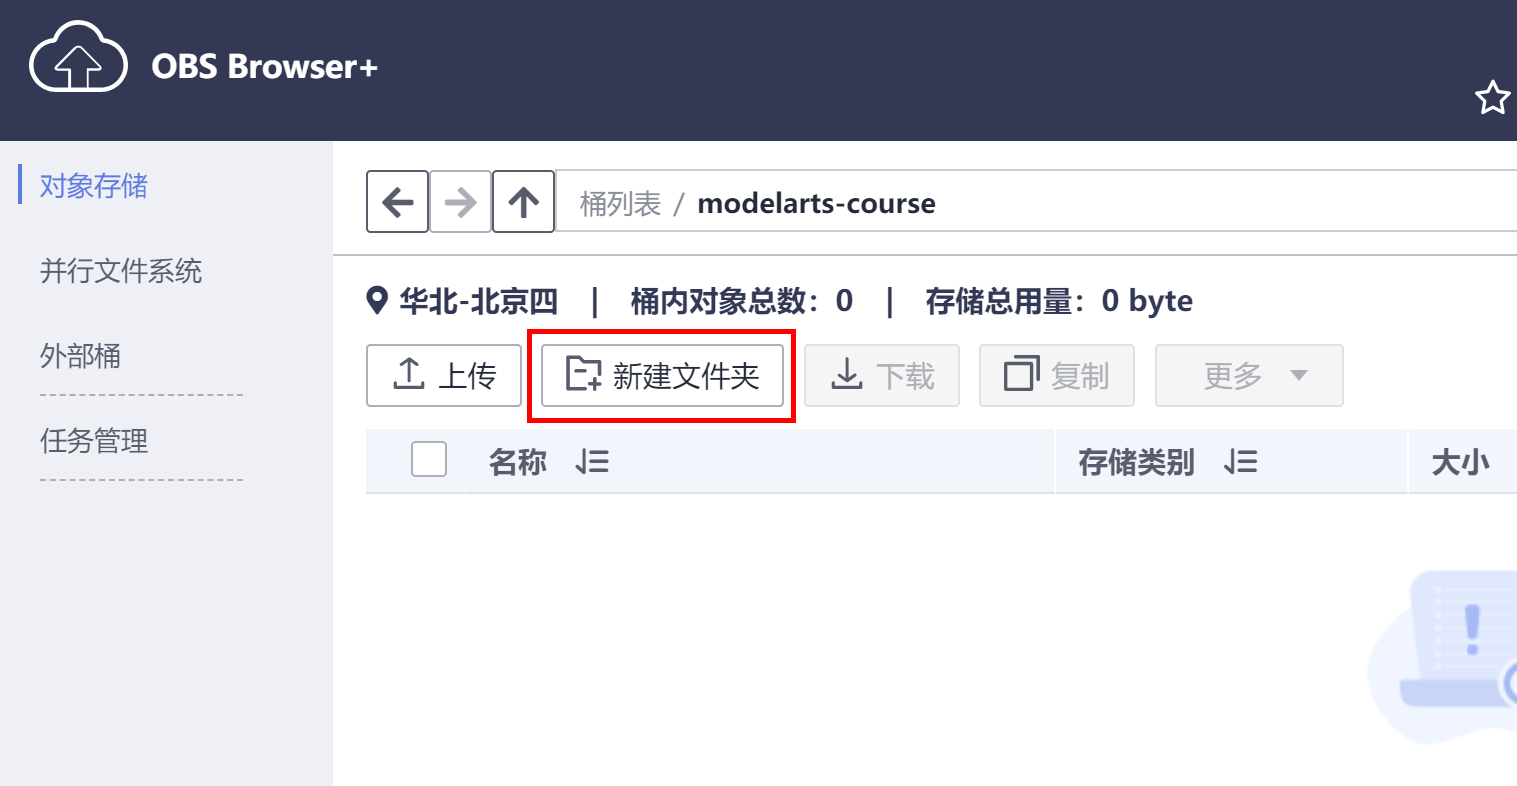 OBS Browser+
对象存储
并行文件系统
外部桶
任务管理
桶列表 / modelarts-course
华北-北京四 | 桶内对象总数：0 | 存储总用量：0 byte
上传 新建文件夹 下载 复制 更多
名称 存储类别 大小